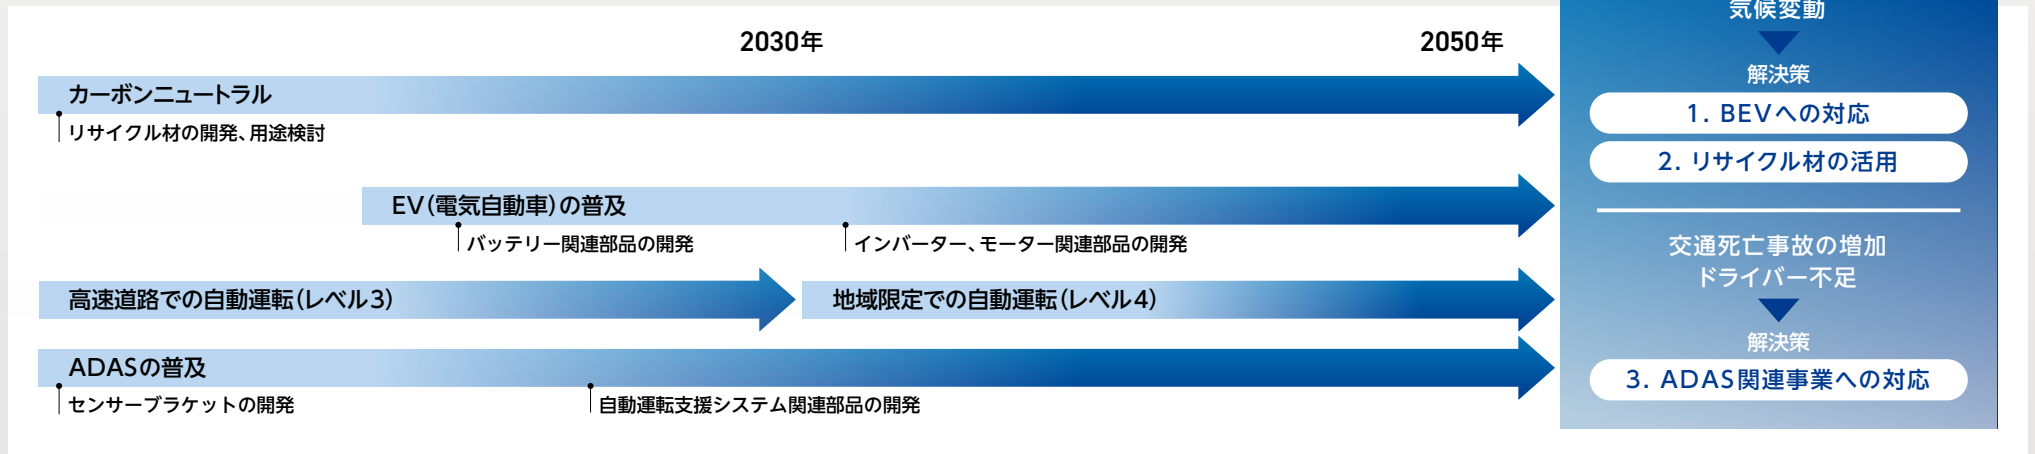 2030年
2050年
カーボンニュートラル
リサイクル材の開発、用途検討
EV(電気自動車)の普及
バッテリー関連部品の開発
インバーター、モーター関連部品の開発
高速道路での自動運転(レベル3)
地域限定での自動運転(レベル4)
ADASの普及
センサーブラケットの開発
自動運転支援システム関連部品の開発
気候変動
解決策
1. BEVへの対応
2. リサイクル材の活用
交通死亡事故の増加
ドライバー不足
解決策
3. ADAS関連事業への対応